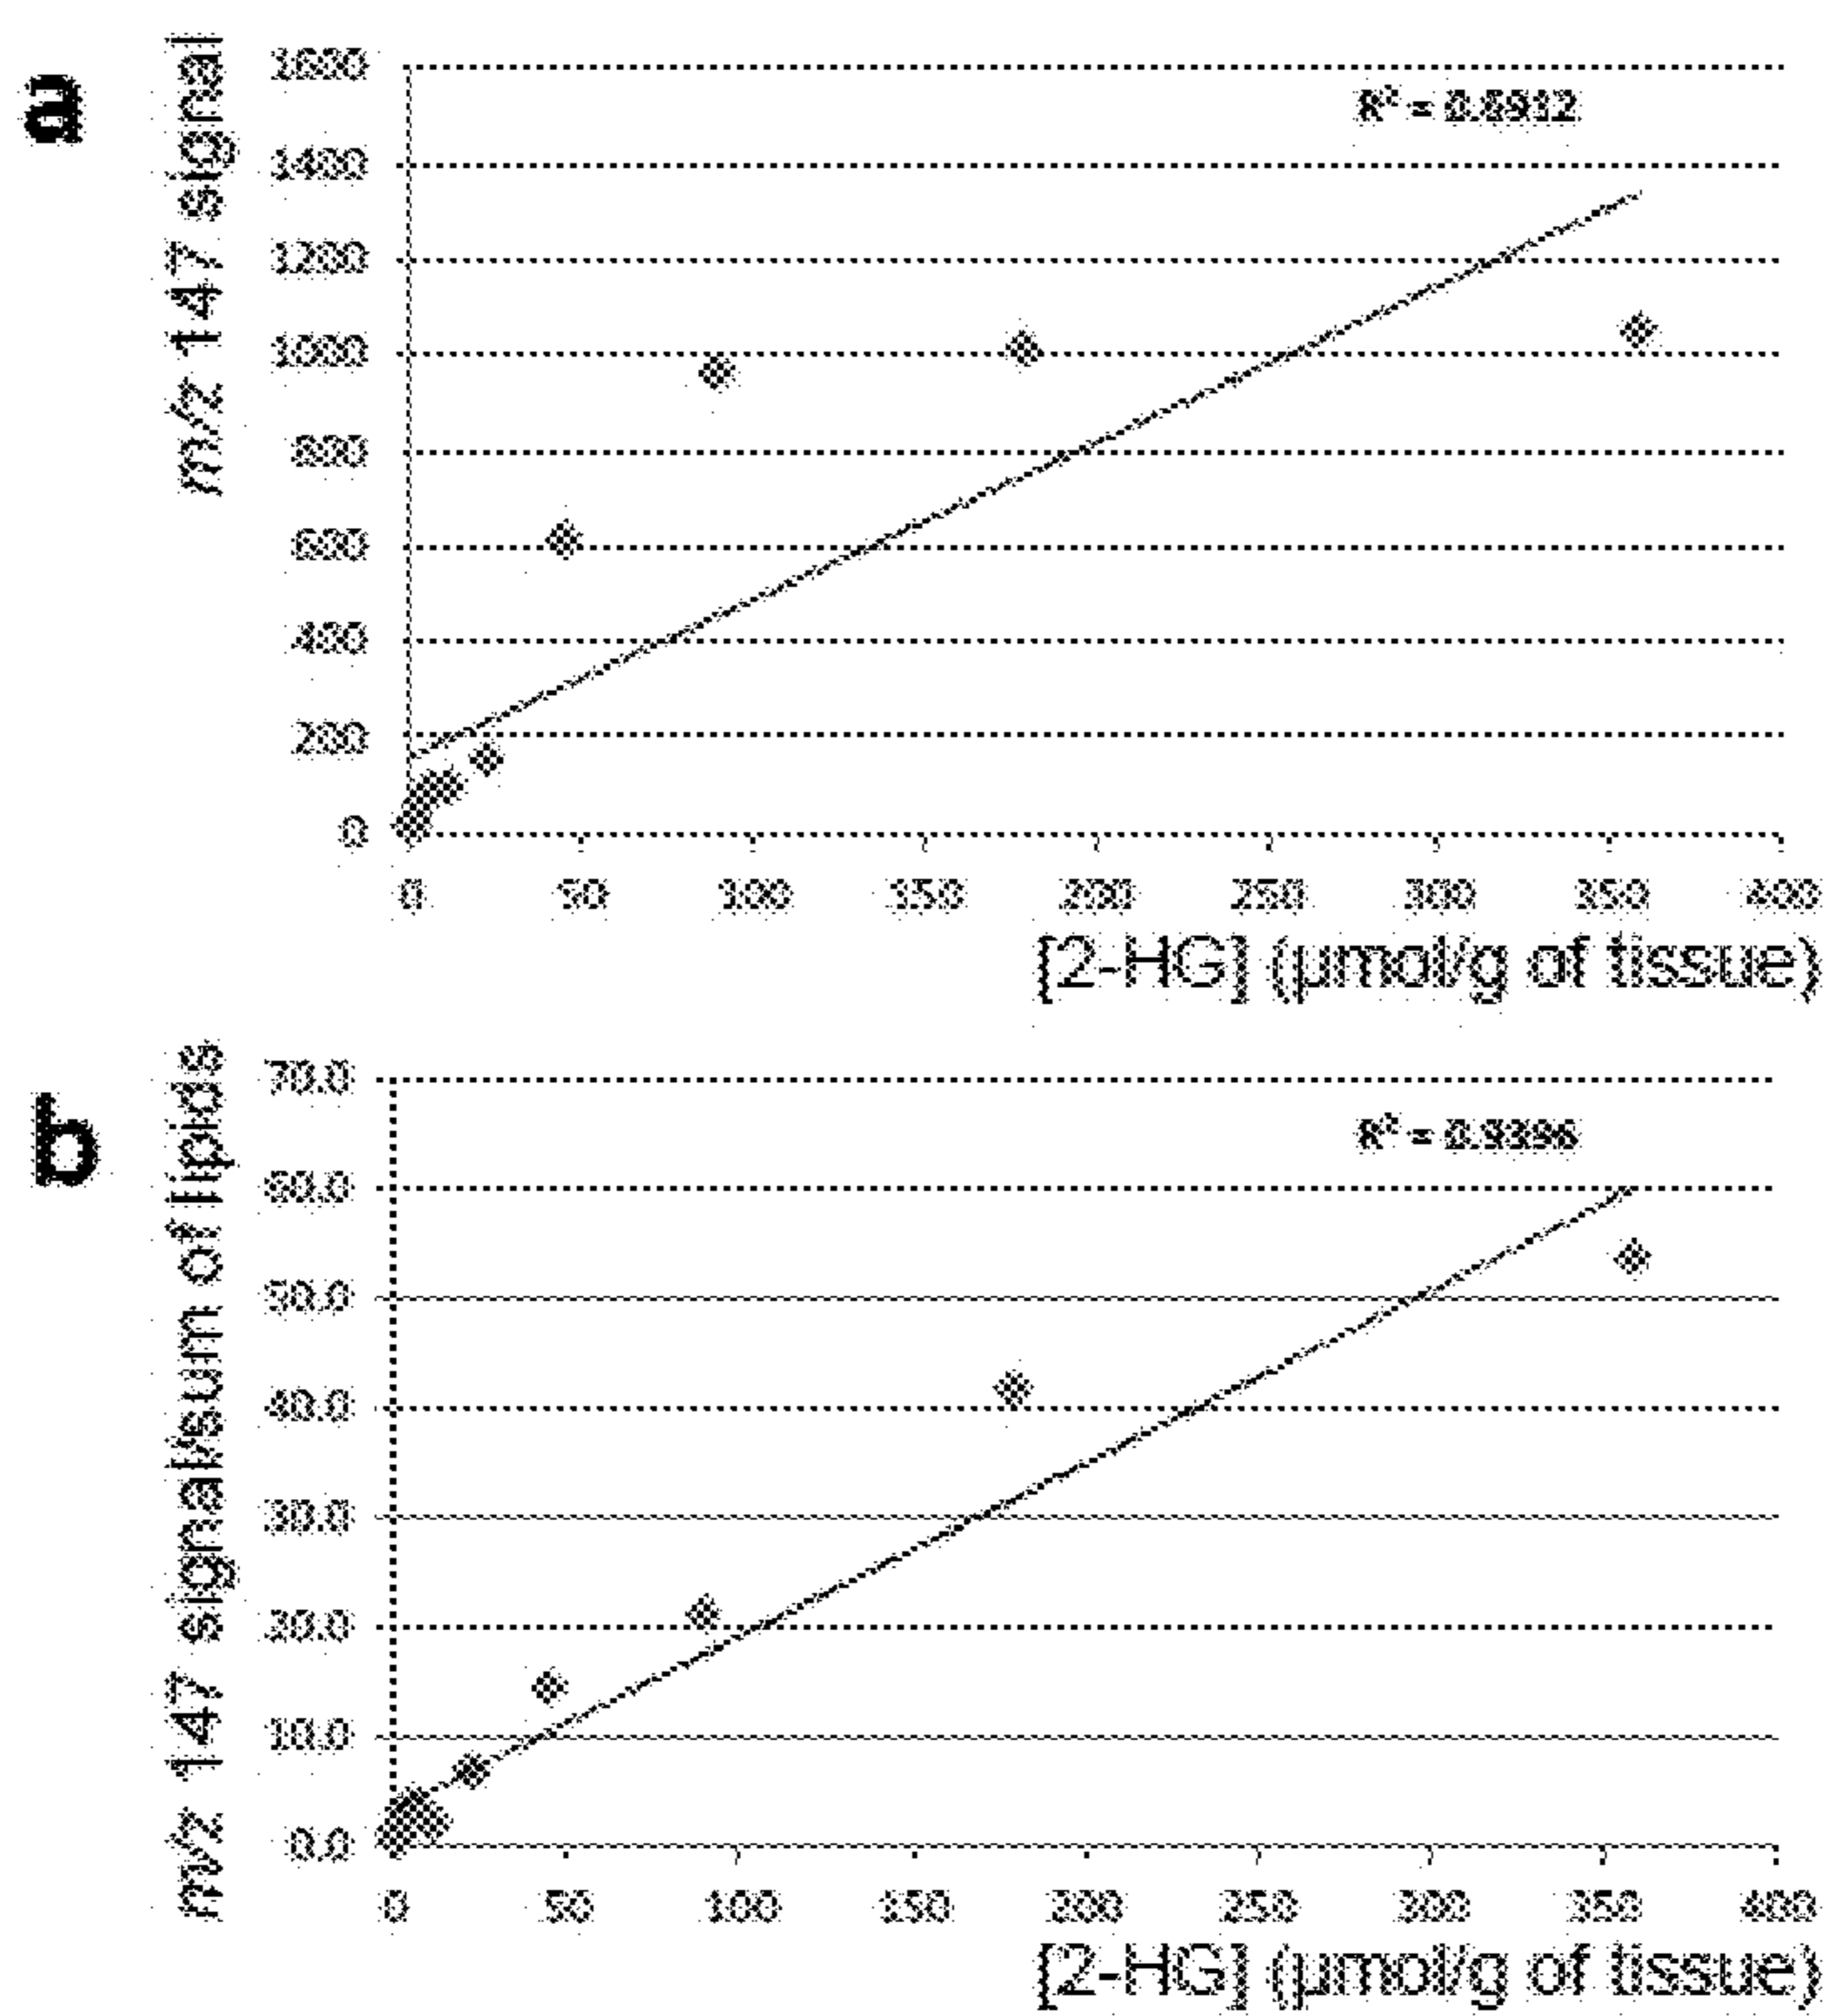 a
m/z 147 signal
1600
1400
1200
1000
800
600
400
200
0
0 50 100 150 200 250 300 350 400
[2-HG] (μmol/g of tissue)
b
m/z 147 signal/sum of lipids
70.0
60.0
50.0
40.0
30.0
20.0
10.0
0.0
0 50 100 150 200 250 300 350 400
[2-HG] (μmol/g of tissue)